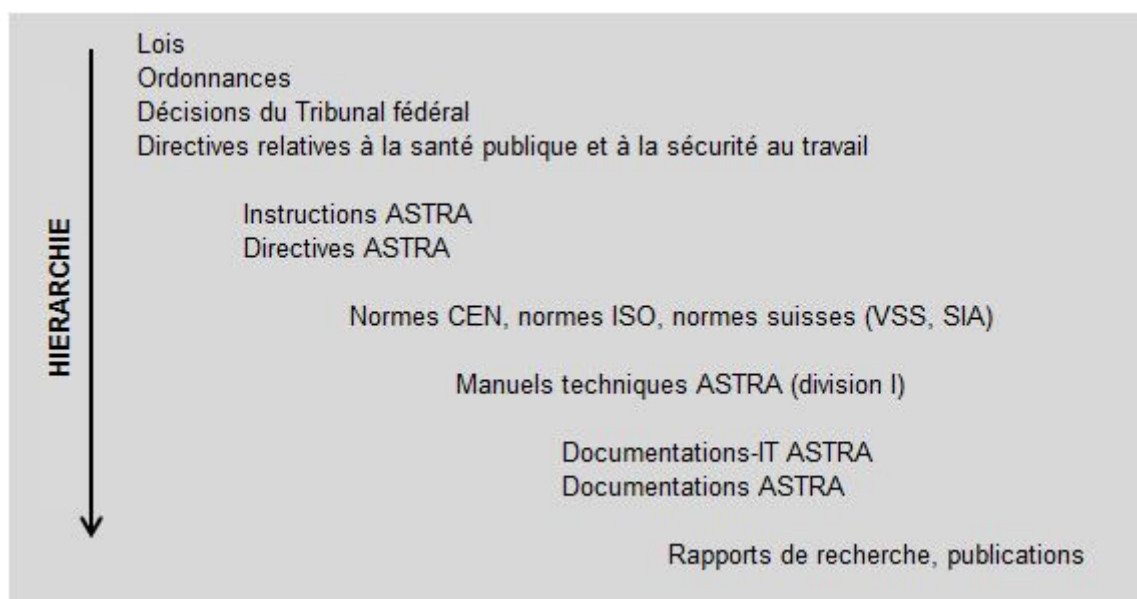 Lois
Ordonnances
Décisions du Tribunal fédéral
Directives relatives à la santé publique et à la sécurité au travail
HIERARCHIE
Instructions ASTRA
Directives ASTRA
Normes CEN, normes ISO, normes suisses (VSS, SIA)
Manuels techniques ASTRA (division I)
Documentations-IT ASTRA
Documentations ASTRA
Rapports de recherche, publications